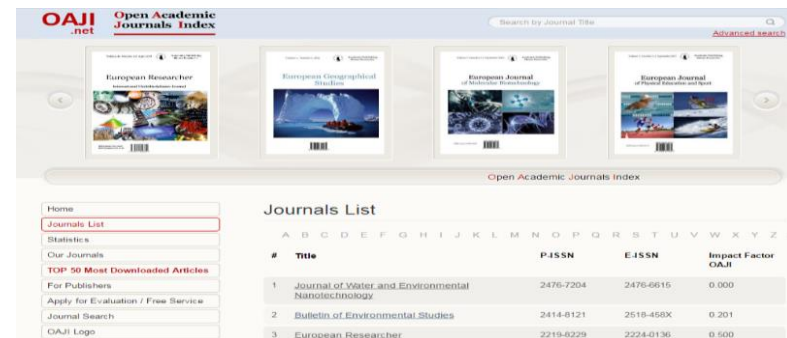 OAJI
.net
Open Academic
Journals Index
Search by Journal Title
Advanced search
European Researcher
European Geographical
Studies
European Journal
of Molecular Biotechnology
European Journal
of Physical Education and Sport
Open Academic Journals Index
Home
Journals List
Statistics
Our Journals
TOP 50 Most Downloaded Articles
For Publishers
Apply for Evaluation / Free Service
Journal Search
OAJI Logo
Journals List
A B C D E F G H I J K L M N O P Q R S T U V W X Y Z
# Title P-ISSN E-ISSN Impact Factor
OAJI
1 Journal of Water and Environmental 2476-7204 2476-6615 0.000
Nanotechnology
2 Bulletin of Environmental Studies 2414-8121 2518-458X 0.201
3 European Researcher 2219-8229 2224-0136 0.500